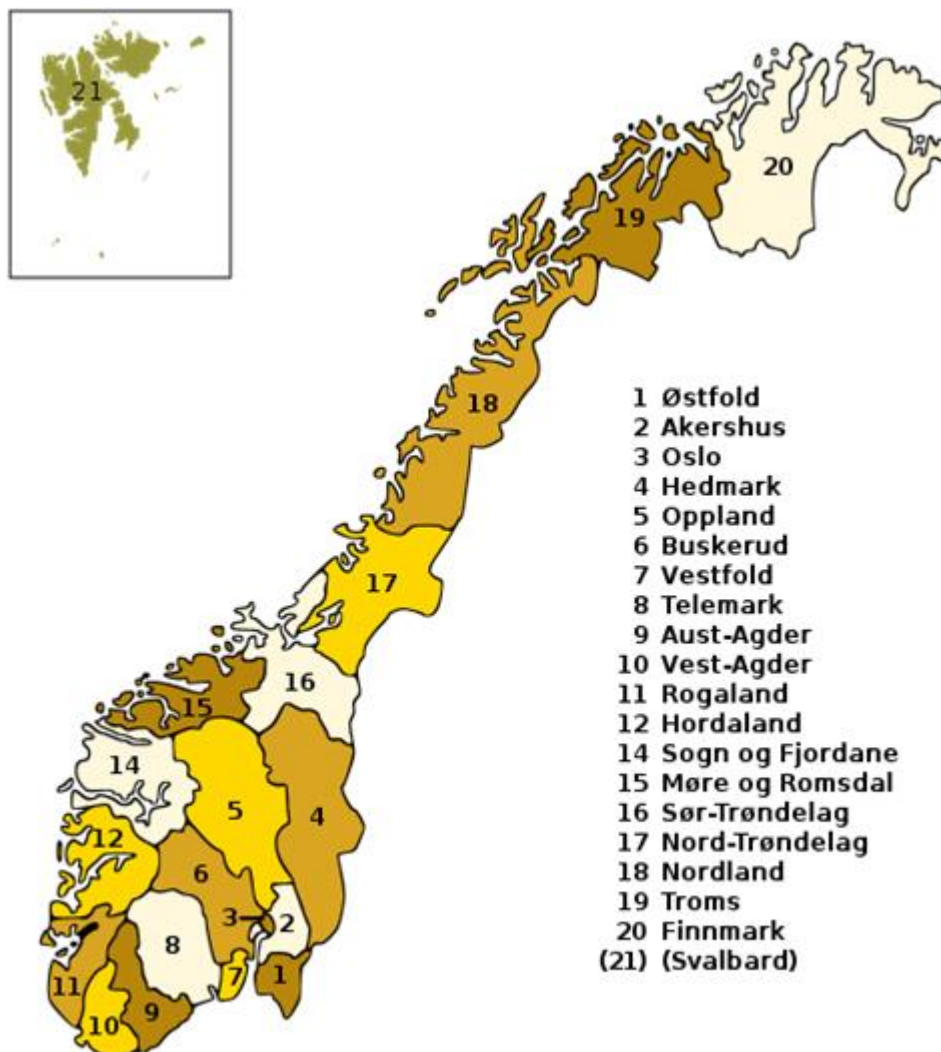 21
20
19
18
17
16
15
14
5
4
12
6
3
2
8
7
1
11
10
9
1 Østfold
2 Akershus
3 Oslo
4 Hedmark
5 Oppland
6 Buskerud
7 Vestfold
8 Telemark
9 Aust-Agder
10 Vest-Agder
11 Rogaland
12 Hordaland
14 Sogn og Fjordane
15 Møre og Romsdal
16 Sør-Trøndelag
17 Nord-Trøndelag
18 Nordland
19 Troms
20 Finnmark
(21) (Svalbard)